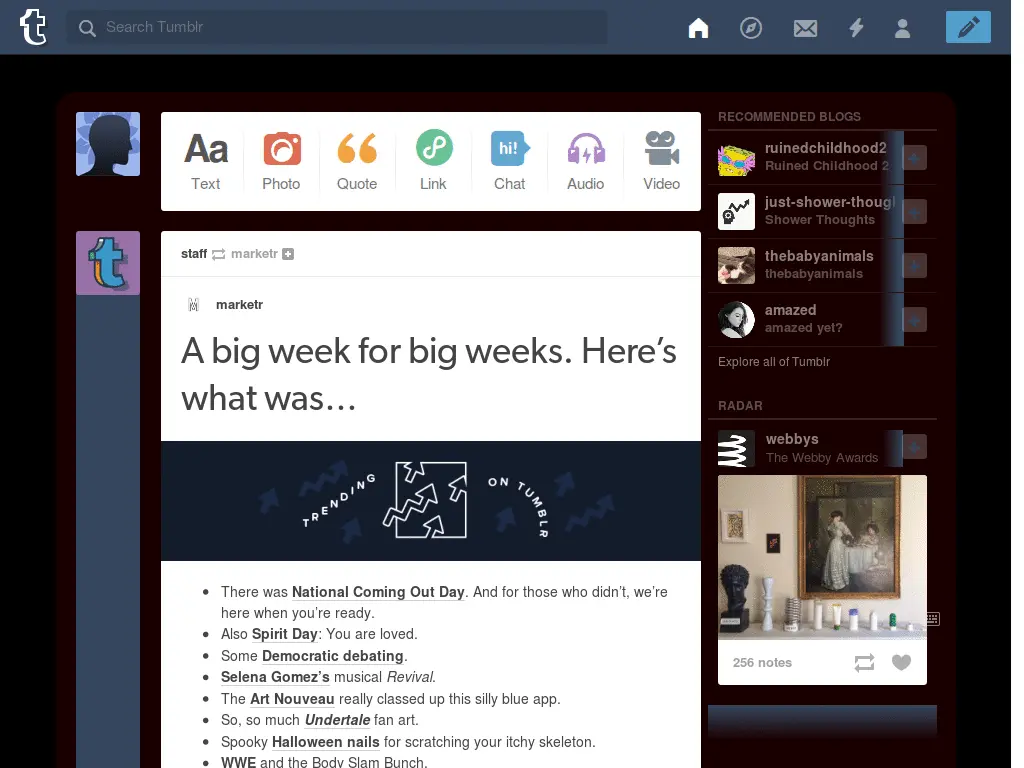 Search Tumblr
Aa
hi!
Text
Photo
Quote
Link
Chat
Audio
Video
staff marketr
marketr
A big week for big weeks. Here’s
what was…
TRENDING ON TUMBLR
There was National Coming Out Day. And for those who didn’t, we’re
here when you’re ready.
Also Spirit Day: You are loved.
Some Democratic debating.
Selena Gomez’s musical Revival.
The Art Nouveau really classed up this silly blue app.
So, so much Undertale fan art.
Spooky Halloween nails for scratching your itchy skeleton.
WWE and the Body Slam Bunch.
RECOMMENDED BLOGS
ruinedchildhood2
Ruined Childhood 2
just-shower-though
Shower Thoughts
thebabyanimals
thebabyanimals
amazed
amazed yet?
Explore all of Tumblr
RADAR
webbys
The Webby Awards
256 notes